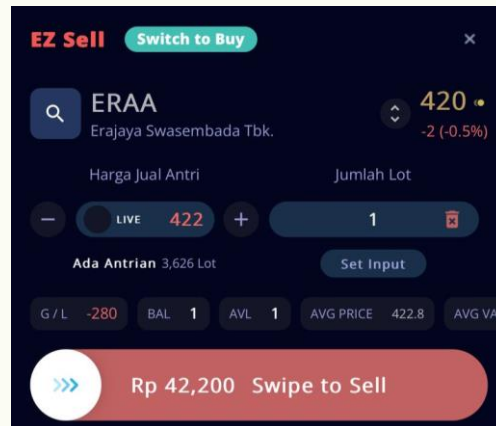 EZ Sell Switch to Buy ×
ERAA 420
Erajaya Swasembada Tbk. -2 (-0.5%)
Harga Jual Antri Jumlah Lot
− LIVE 422 + 1
Ada Antrian 3,626 Lot Set Input
G / L -280 BAL 1 AVL 1 AVG PRICE 422.8 AVG VA
Rp 42,200 Swipe to Sell